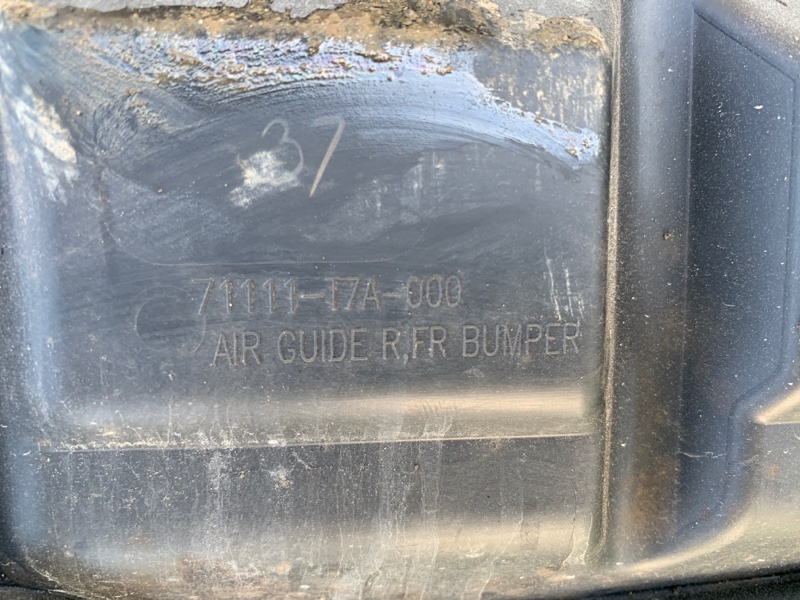 37
71111-T7A-000
AIR GUIDE R,FR BUMPER